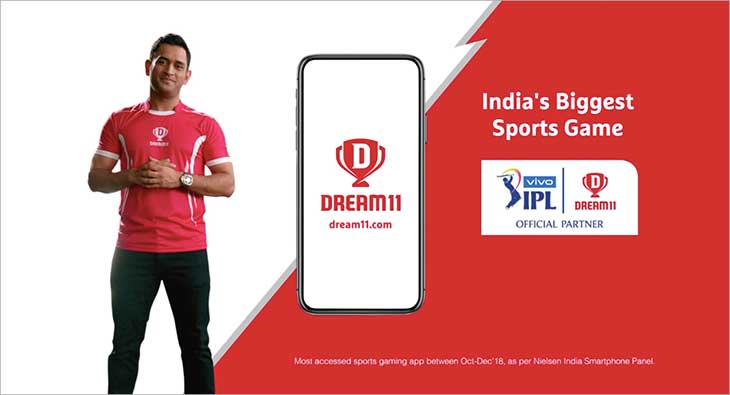 DREAM11
D
DREAM11
dream11.com
India's Biggest
Sports Game
vivo
IPL
D
DREAM11
OFFICIAL PARTNER
Most accessed sports gaming app between Oct-Dec'18, as per Nielsen India Smartphone Panel.